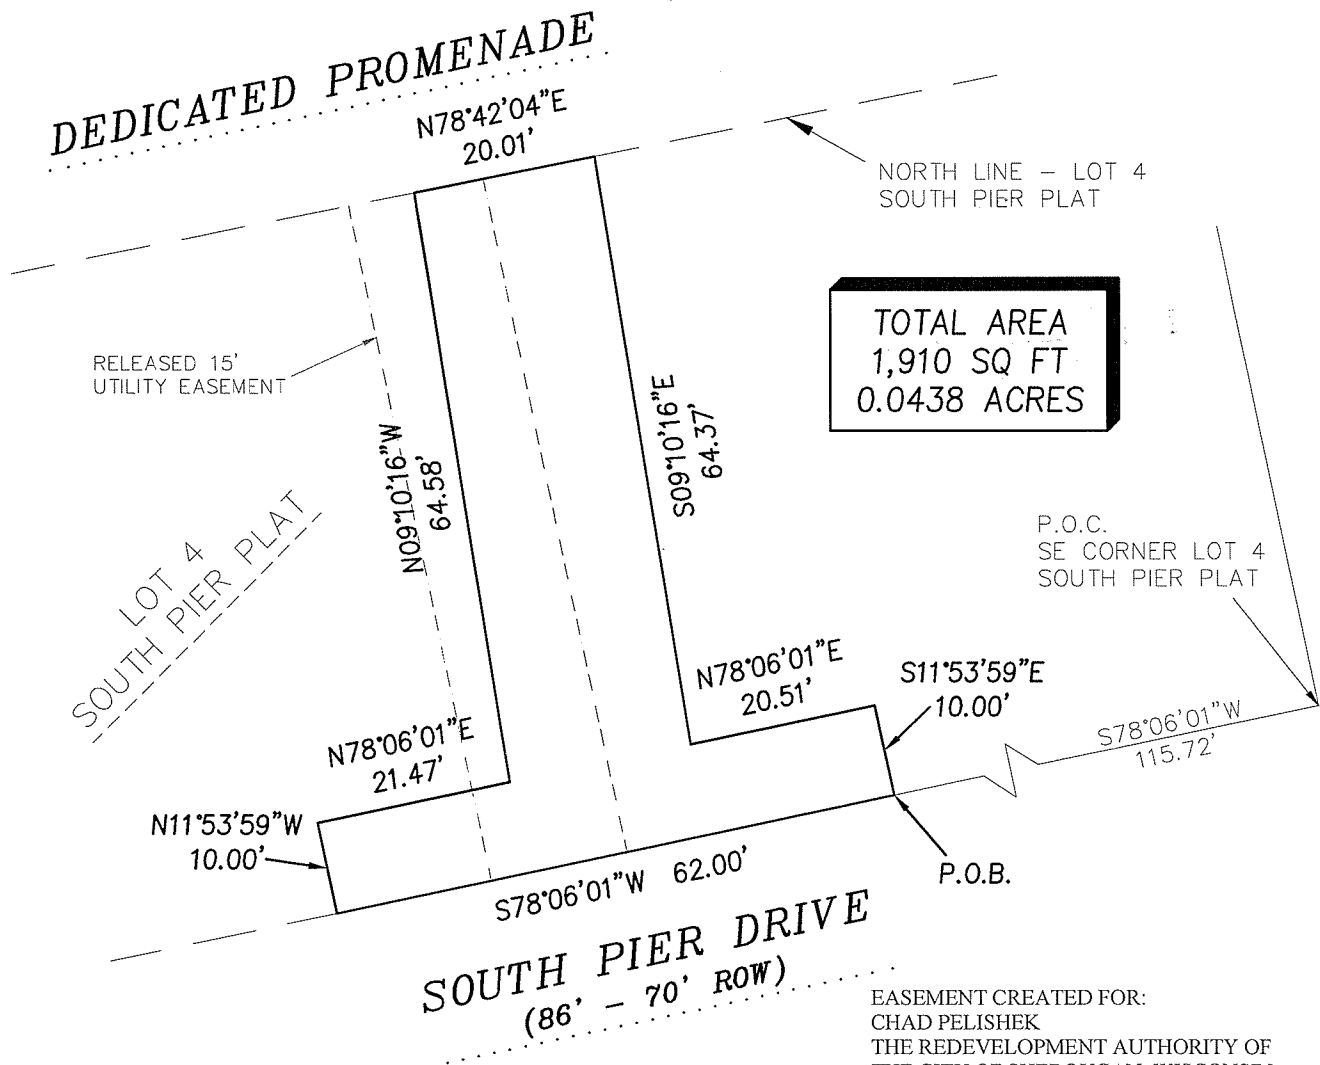 DEDICATED PROMENADE
N78°42'04"E
20.01'
NORTH LINE - LOT 4
SOUTH PIER PLAT
TOTAL AREA
1,910 SQ FT
0.0438 ACRES
RELEASED 15'
UTILITY EASEMENT
N09°10'16"W
64.58'
S09°10'16"E
64.37'
LOT 4
SOUTH PIER PLAT
P.O.C.
SE CORNER LOT 4
SOUTH PIER PLAT
N78°06'01"E
20.51'
S11°53'59"E
10.00'
S78°06'01"W
115.72'
N78°06'01"E
21.47'
N11°53'59"W
10.00'
S78°06'01"W 62.00'
P.O.B.
SOUTH PIER DRIVE
(86' - 70' ROW)
EASEMENT CREATED FOR:
CHAD PELISHEK
THE REDEVELOPMENT AUTHORITY OF